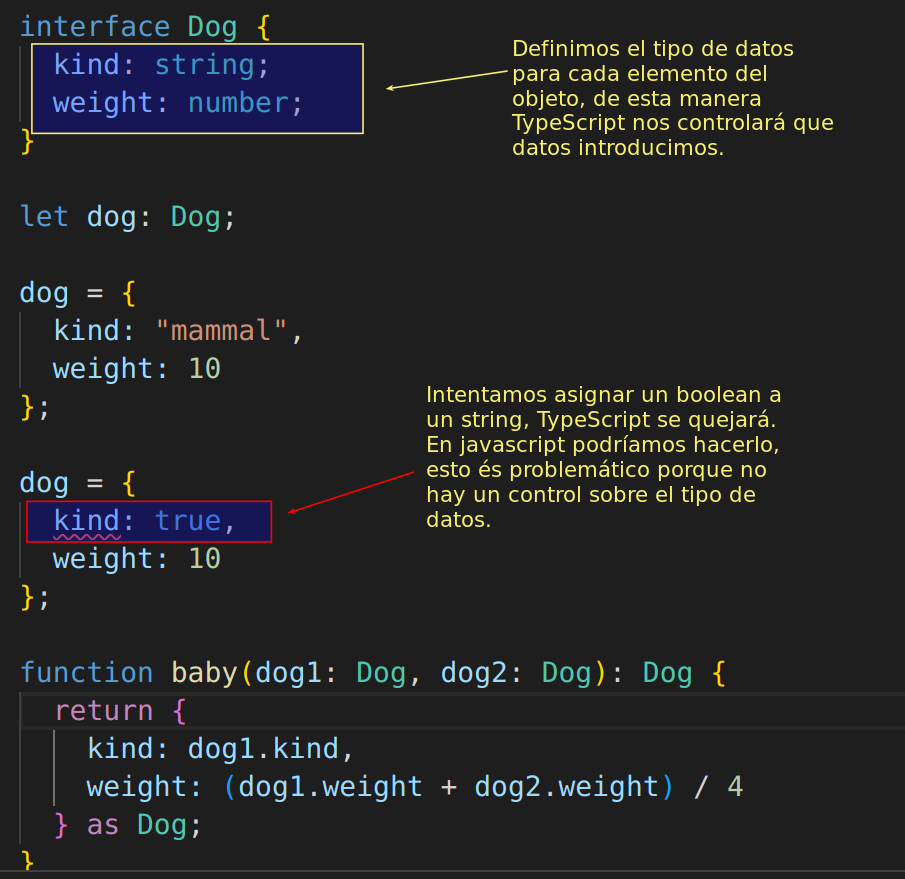 interface Dog {
kind: string;
weight: number;
}
Definimos el tipo de datos
para cada elemento del
objeto, de esta manera
TypeScript nos controlará que
datos introducimos.
let dog: Dog;
dog = {
kind: "mammal",
weight: 10
};
Intentamos asignar un boolean a
un string, TypeScript se quejará.
En javascript podríamos hacerlo,
esto és problemático porque no
hay un control sobre el tipo de
datos.
dog = {
kind: true,
weight: 10
};
function baby(dog1: Dog, dog2: Dog): Dog {
return {
kind: dog1.kind,
weight: (dog1.weight + dog2.weight) / 4
} as Dog;
}